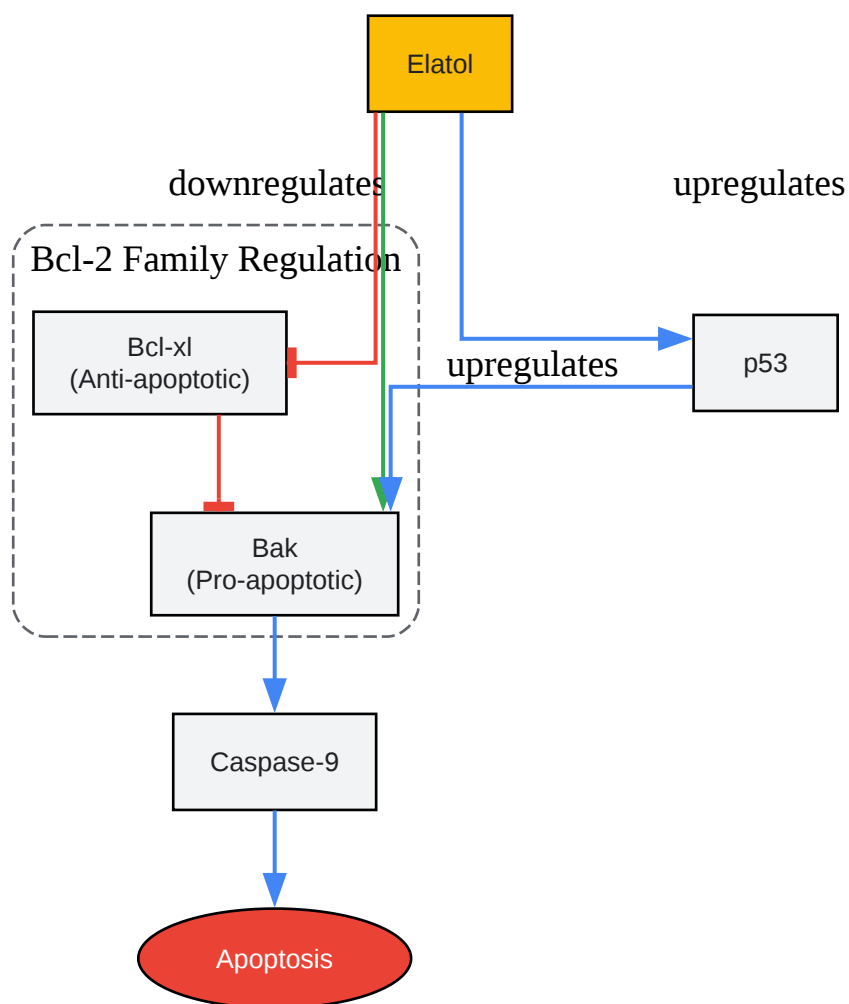 Elatol
downregulates
upregulates
Bcl-2 Family Regulation
Bcl-xl
(Anti-apoptotic)
upregulates
p53
Bak
(Pro-apoptotic)
Caspase-9
Apoptosis